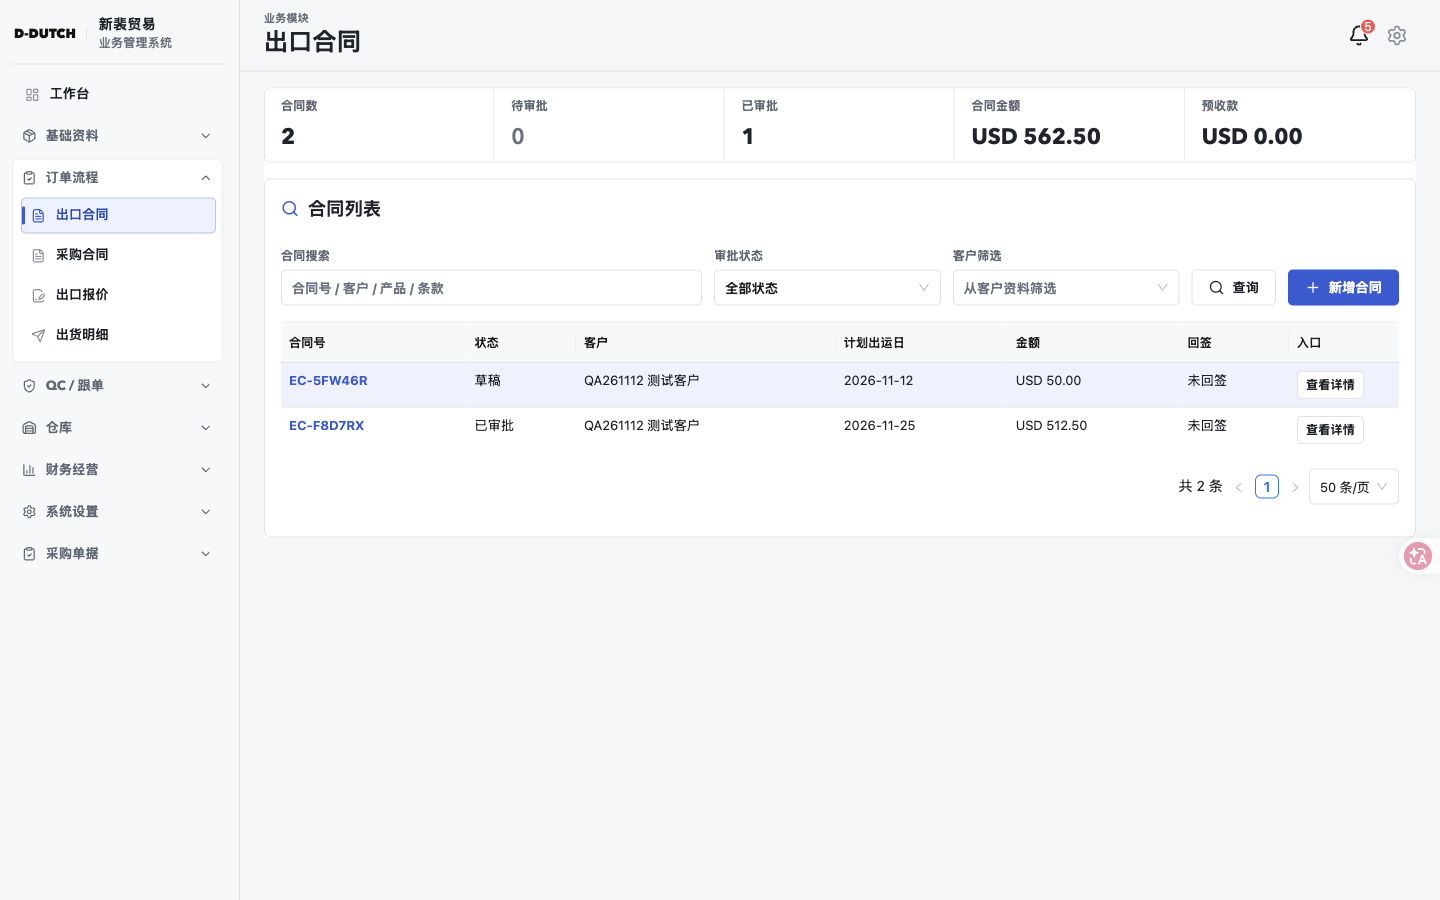 D-DUTCH
新裝贸易
业务管理系统
工作台
基础资料
订单流程
出口合同
采购合同
出口报价
出货明细
QC / 跟单
仓库
财务经营
系统设置
采购单据
业务模块
出口合同
5
合同数
2
待审批
0
已审批
1
合同金额
USD 562.50
预收款
USD 0.00
合同列表
合同搜索
合同号 / 客户 / 产品 / 条款
审批状态
全部状态
客户筛选
从客户资料筛选
查询
新增合同
合同号 状态 客户 计划出运日 金额 回签 入口
EC-5FW46R 草稿 QA261112 测试客户 2026-11-12 USD 50.00 未回签 查看详情
EC-F8D7RX 已审批 QA261112 测试客户 2026-11-25 USD 512.50 未回签 查看详情
共 2 条 1 50 条/页